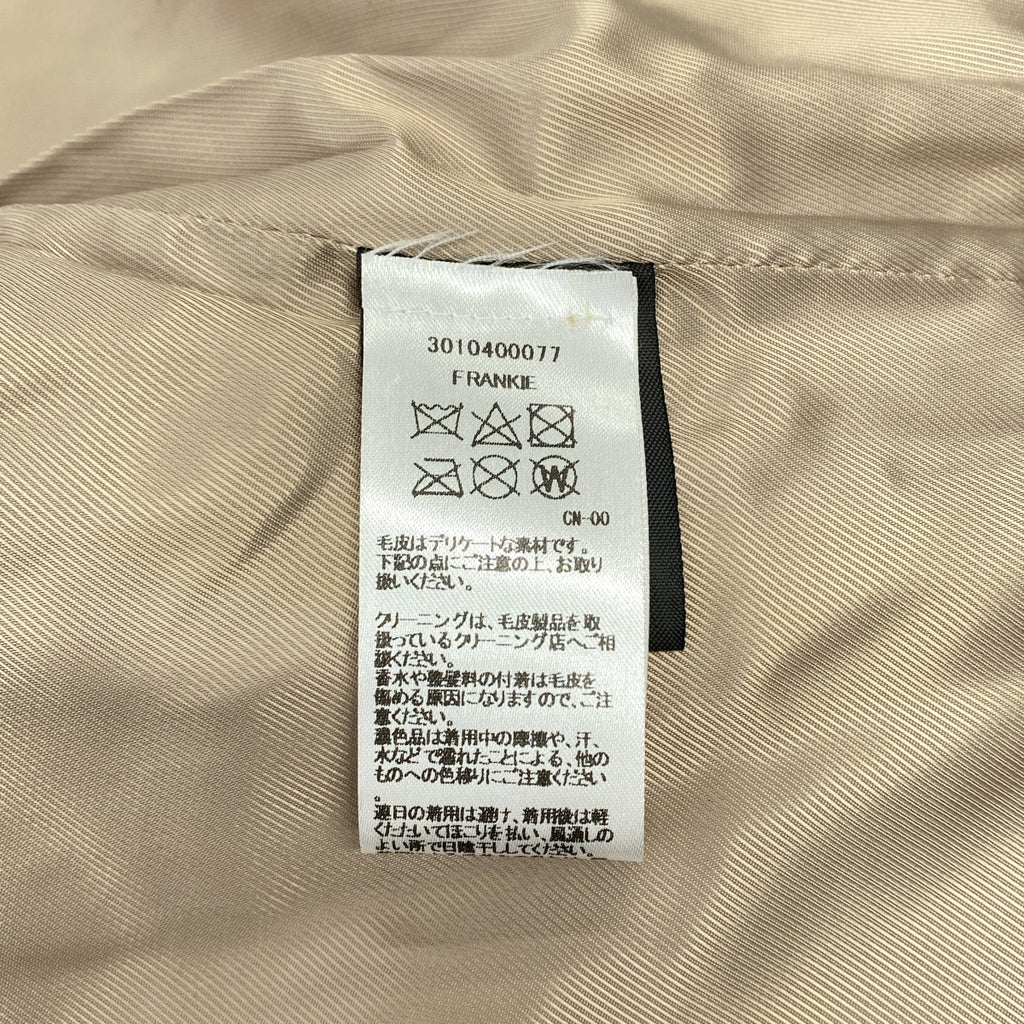 3010400077
FRANKIE
W
CN-00
毛皮はデリケートな素材です。
下記の点にご注意の上、お取り
扱いください。
クリーニングは、毛皮製品を取
扱っているクリーニング店へご相
談ください。
香水や整髪料の付着は毛皮を
傷める原因になりますので、ご注
意ください。
濃色品は着用中の摩擦や、汗、
水などで濡れたことによる、他の
ものへの色移りにご注意ください
。
連日の着用は避け、着用後は軽
くたたいてほこりを払い、風通しの
よい所で日陰干ししてください。